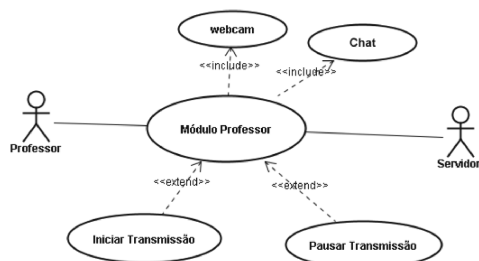 webcam
Chat
<<include>>
<<include>>
Módulo Professor
Professor
Servidor
<<extend>>
<<extend>>
Iniciar Transmissão
Pausar Transmissão